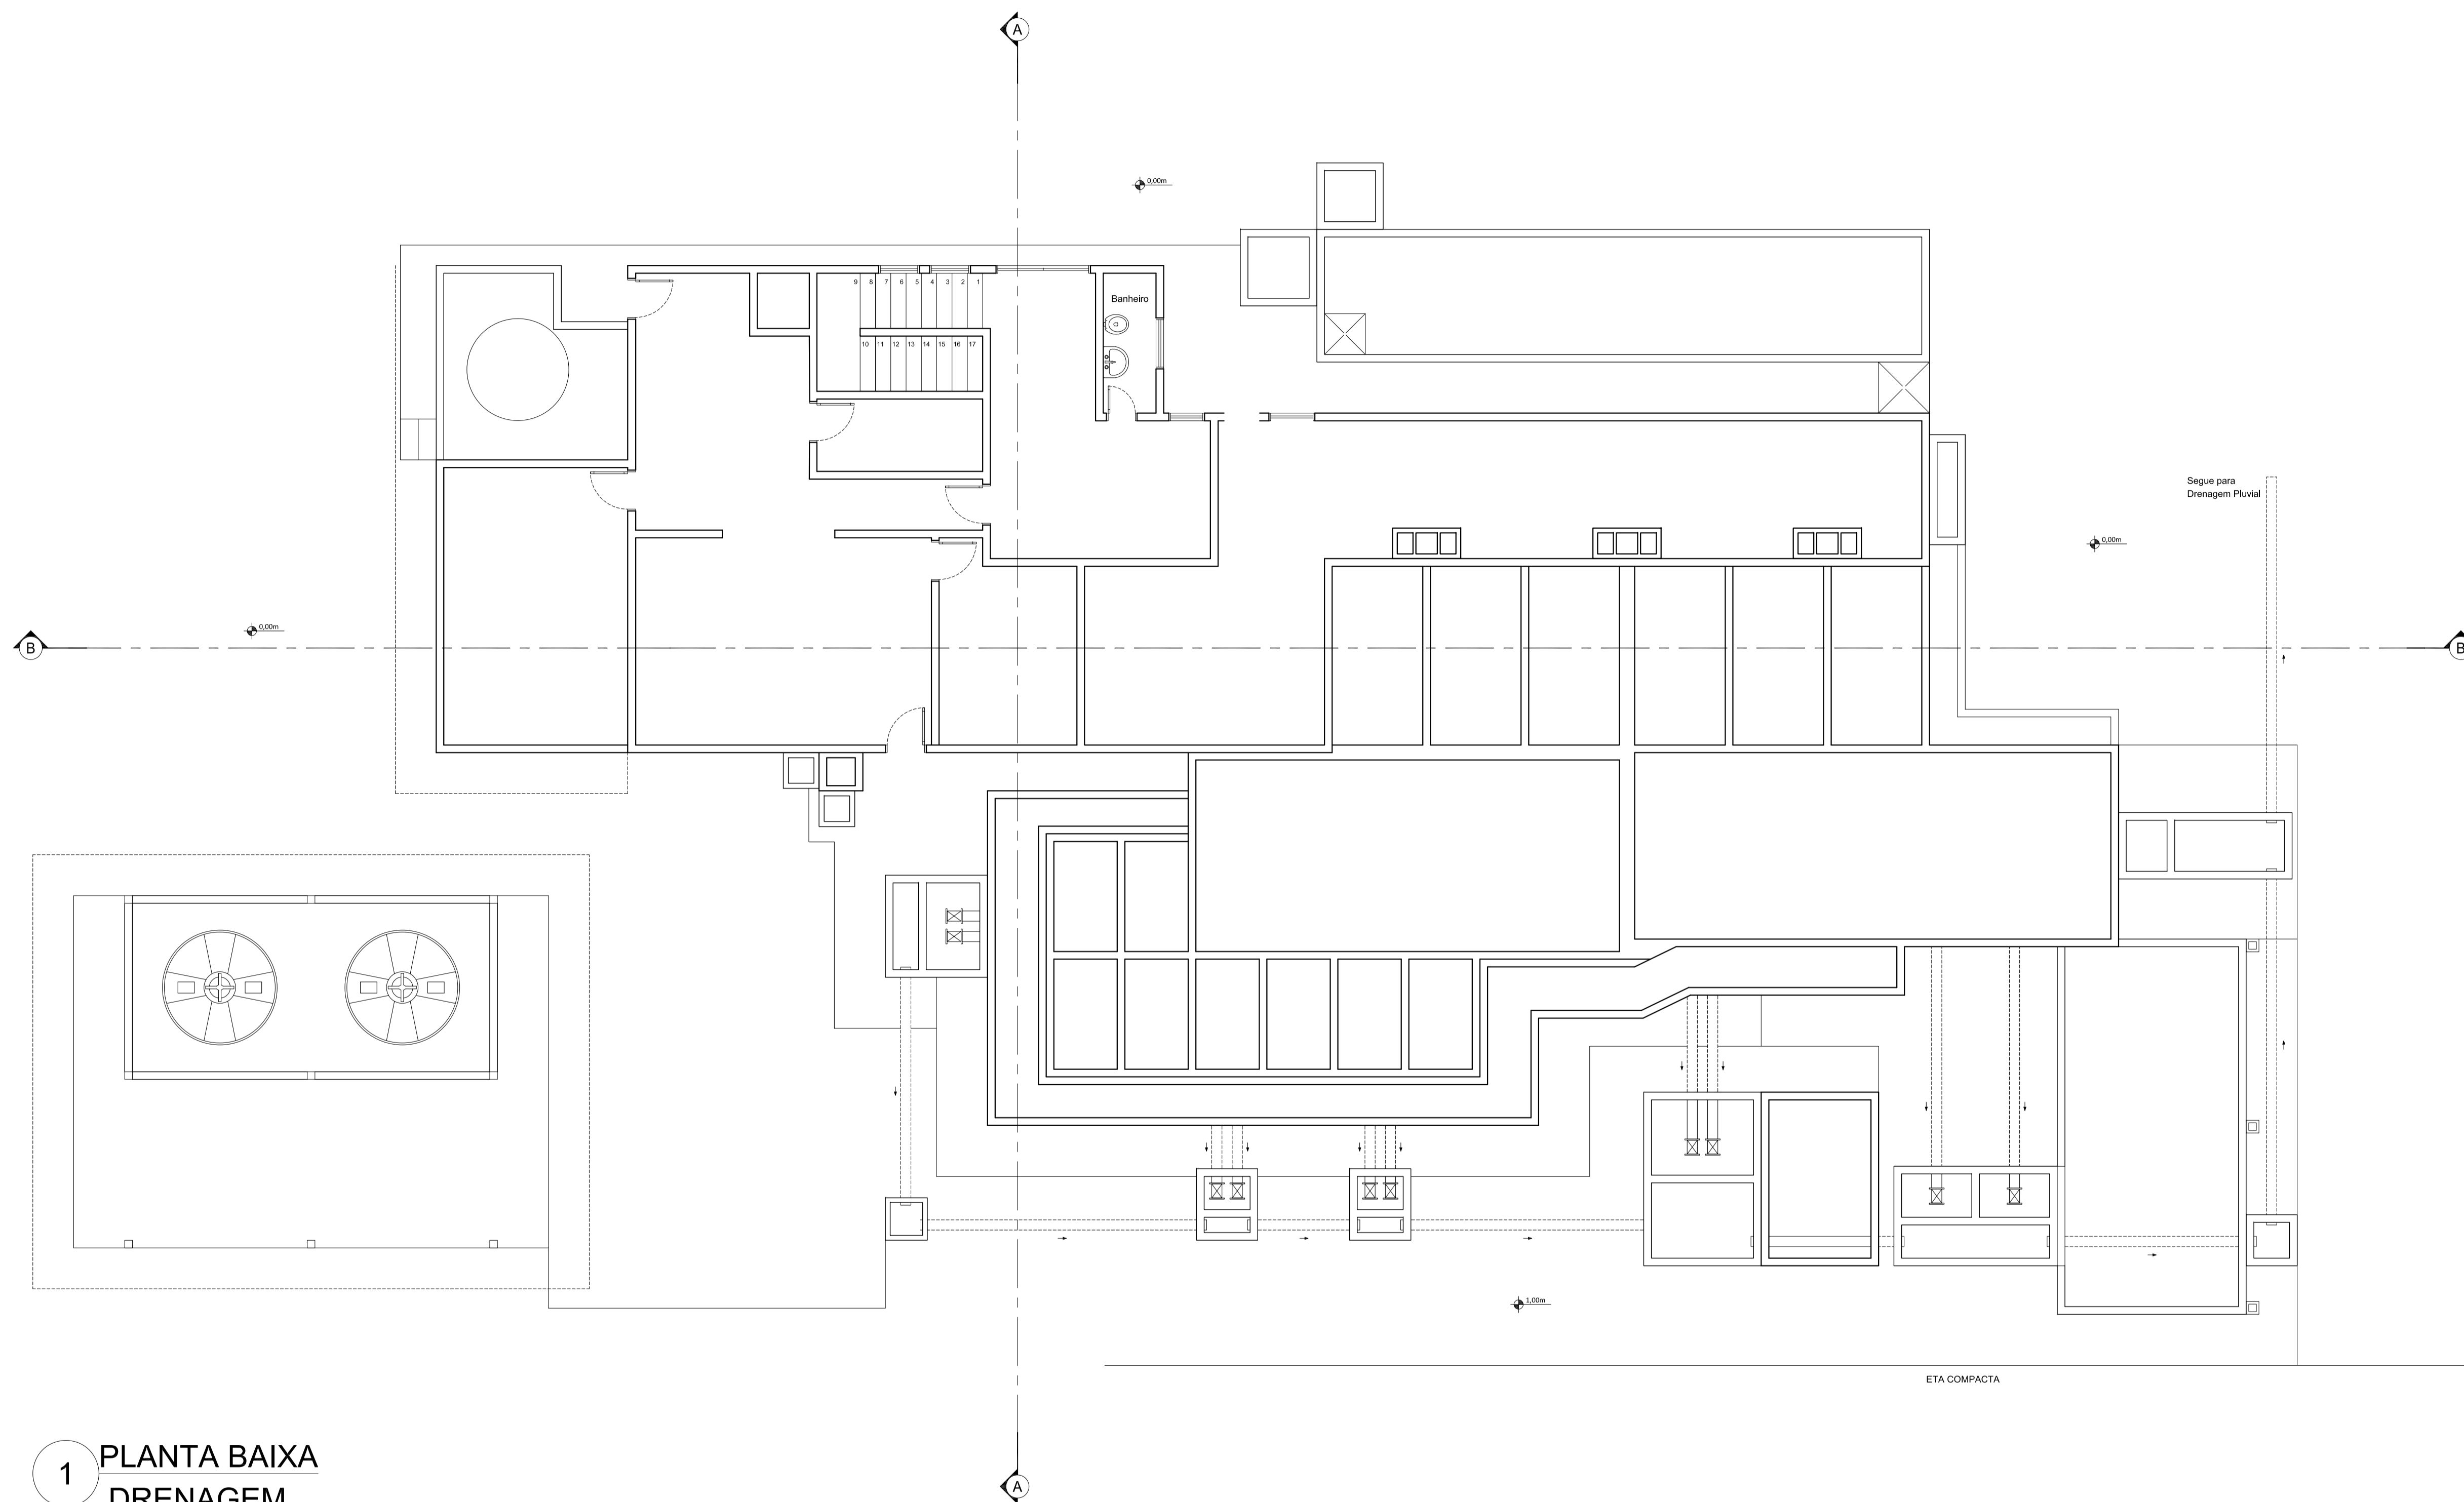 A
0,00m
9 8 7 6 5 4 3 2 1
Banheiro
10 11 12 13 14 15 16 17
Segue para
Drenagem Pluvial
0,00m
0,00m
B
B
1,00m
ETA COMPACTA
1
PLANTA BAIXA
DRENAGEM
A